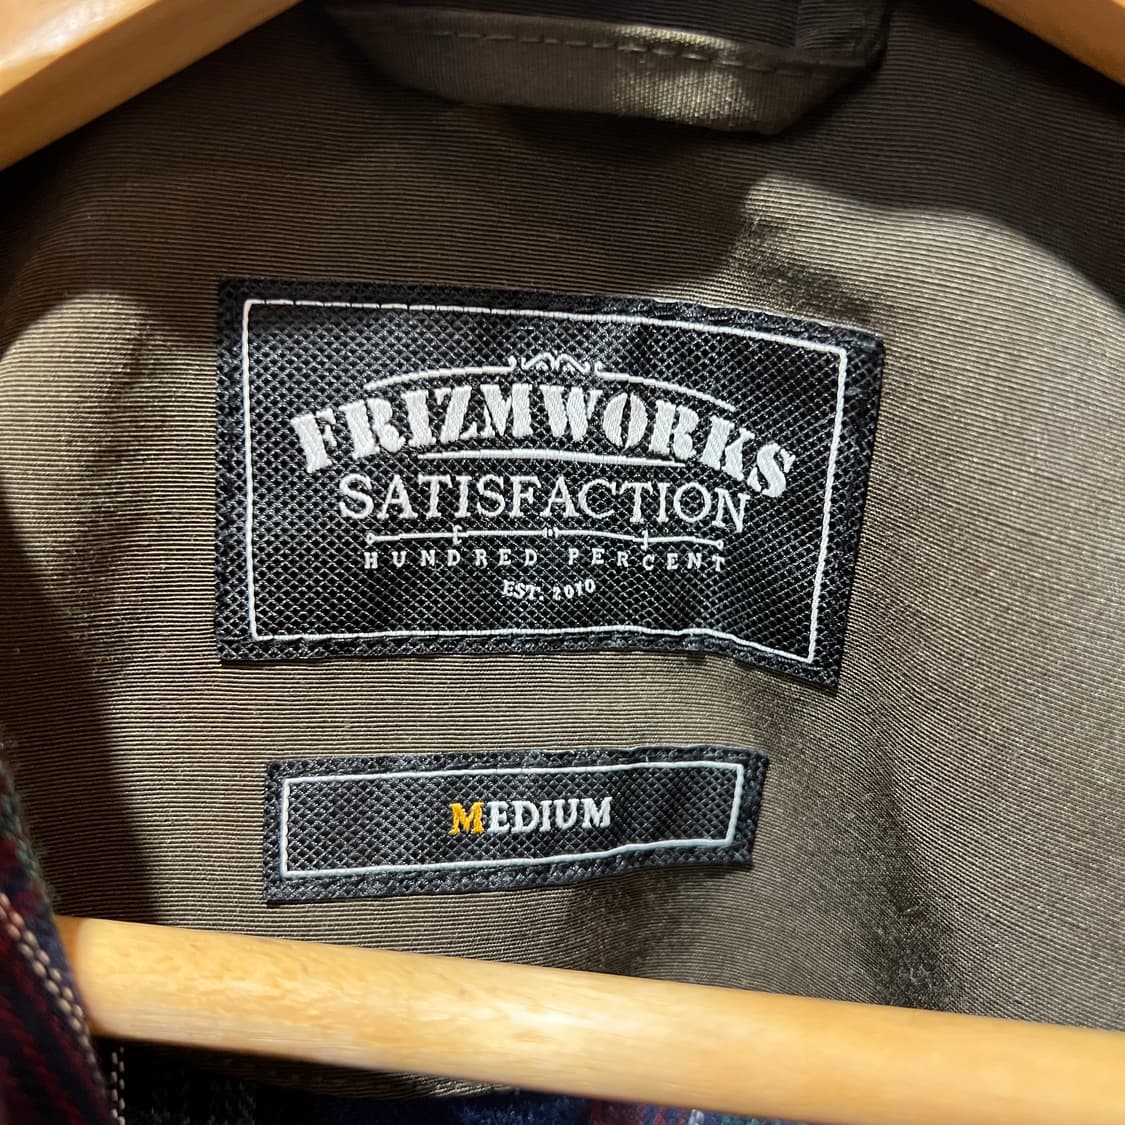 FRIZMWORKS
SATISFACTION
HUNDRED PERCENT
EST. 2010
MEDIUM